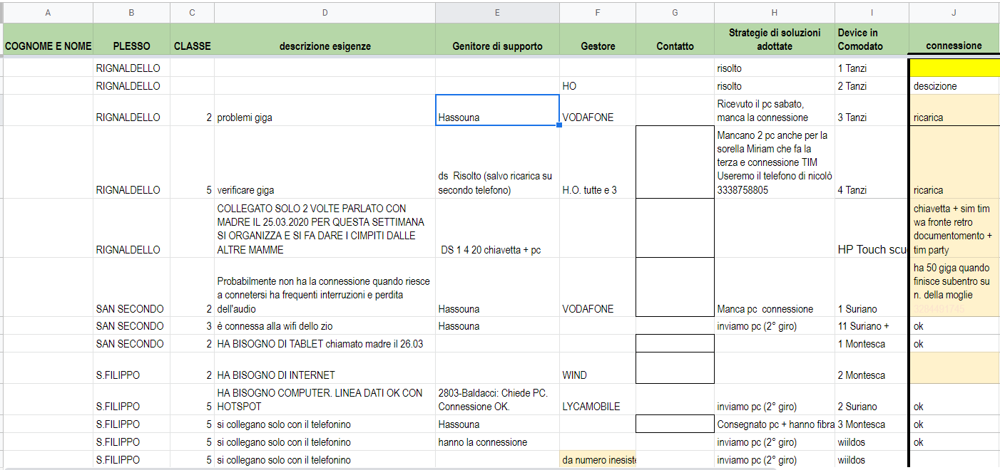 A B C D E F G H I J
COGNOME E NOME PLESSO CLASSE descrizione esigenze Genitore di supporto Gestore Contatto Strategie di soluzioni
adottate Device in
Comodato connessione
RIGNALDELLO risolto 1 Tanzi
RIGNALDELLO HO risolto 2 Tanzi descizione
RIGNALDELLO 2 problemi giga Hassouna VODAFONE Ricevuto il pc sabato,
manca la connessione 3 Tanzi ricarica
RIGNALDELLO 5 verificare giga ds Risolto (salvo ricarica su
secondo telefono) H.O. tutte e 3 Mancano 2 pc anche per la
sorella Miriam che fa la
terza e connessione TIM
Useremo il telefono di nicolò
3338758805 4 Tanzi ricarica
RIGNALDELLO COLLEGATO SOLO 2 VOLTE PARLATO CON
MADRE IL 25.03.2020 PER QUESTA SETTIMANA
SI ORGANIZZA E SI FA DARE I CIMPITI DALLE
ALTRE MAMME DS 1 4 20 chiavetta + pc HP Touch scu chiavetta + sim tim
wa fronte retro
documentomento +
tim party
SAN SECONDO 2 Probabilmente non ha la connessione quando riesce
a connetersi ha frequenti interruzioni e perdita
dell'audio Hassouna VODAFONE Manca pc connessione 1 Suriano ha 50 giga quando
finisce subentro su
n. della moglie
SAN SECONDO 3 è connessa alla wifi dello zio Hassouna inviamo pc (2° giro) 11 Suriano + ok
SAN SECONDO 2 HA BISOGNO DI TABLET chiamato madre il 26.03 1 Montesca ok
S.FILIPPO 2 HA BISOGNO DI INTERNET WIND 2 Montesca
S.FILIPPO 5 HA BISOGNO COMPUTER. LINEA DATI OK CON
HOTSPOT 2803-Baldacci: Chiede PC.
Connessione OK. LYCAMOBILE inviamo pc (2° giro) 2 Suriano ok
S.FILIPPO 5 si collegano solo con il telefonino Hassouna Consegnato pc + hanno fibra 3 Montesca ok
S.FILIPPO 5 si collegano solo con il telefonino hanno la connessione inviamo pc (2° giro) wiildos ok
S.FILIPPO 5 si collegano solo con il telefonino da numero inesiste inviamo pc (2° giro) wiildos